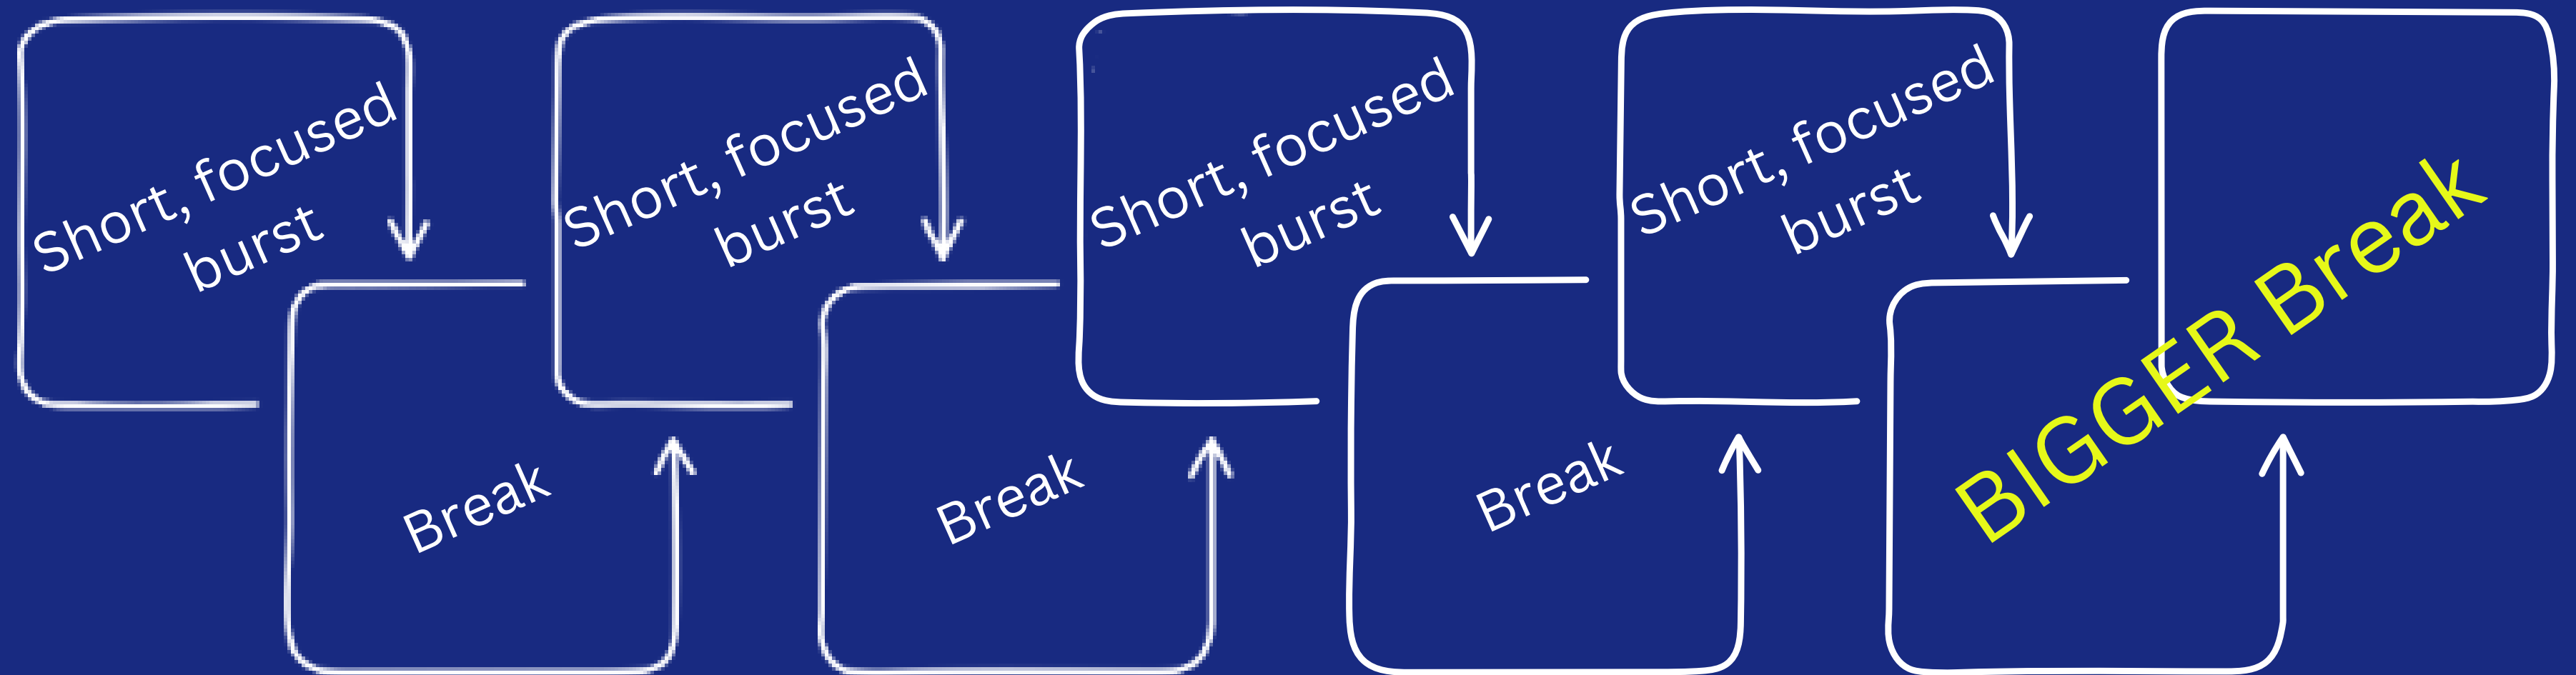 Short, focused
burst
Break
Short, focused
burst
Break
Short, focused
burst
Break
Short, focused
burst
BIGGER Break